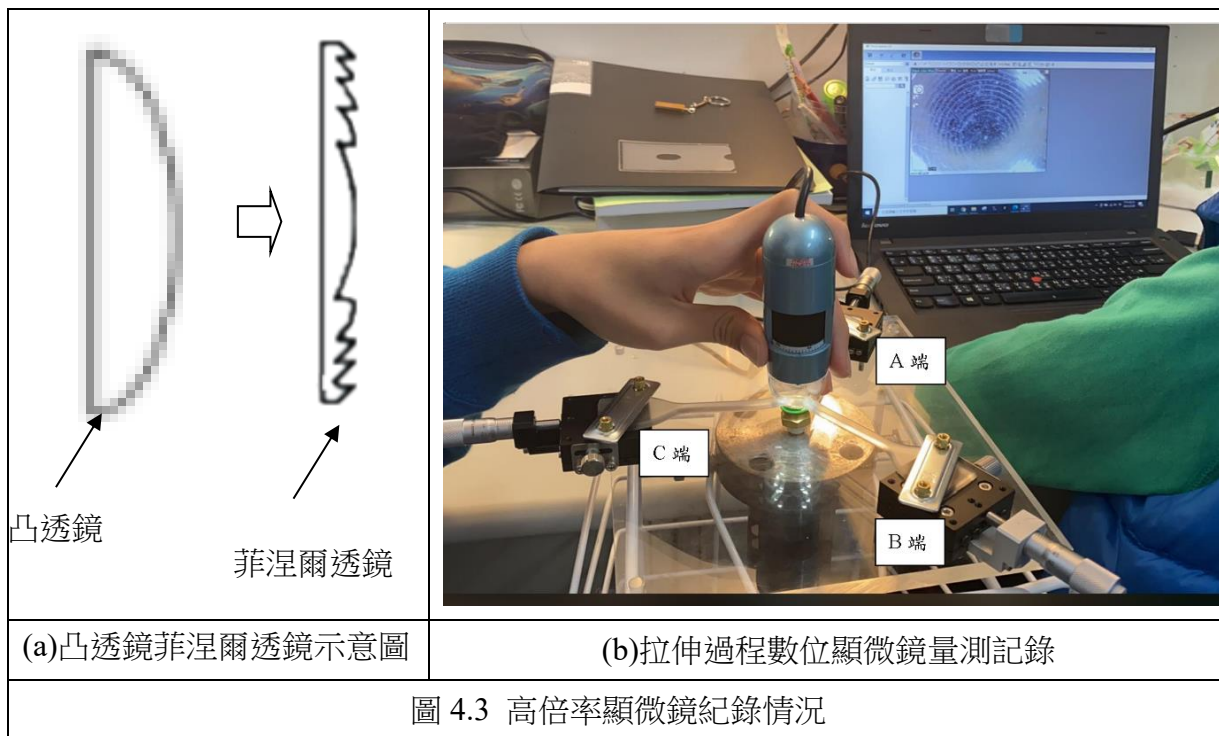 凸透鏡
菲涅爾透鏡
A 端
C 端
B 端
(a)凸透鏡菲涅爾透鏡示意圖
(b)拉伸過程數位顯微鏡量測記錄
圖 4.3 高倍率顯微鏡紀錄情況